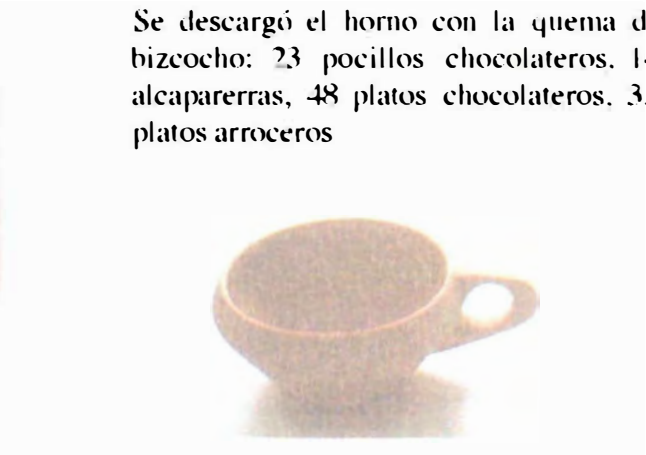 Se descargó el horno con la quema
bizcocho: 23 pocillos chocolateros.
alcaparerras, 48 platos chocolateros.
platos arroceros